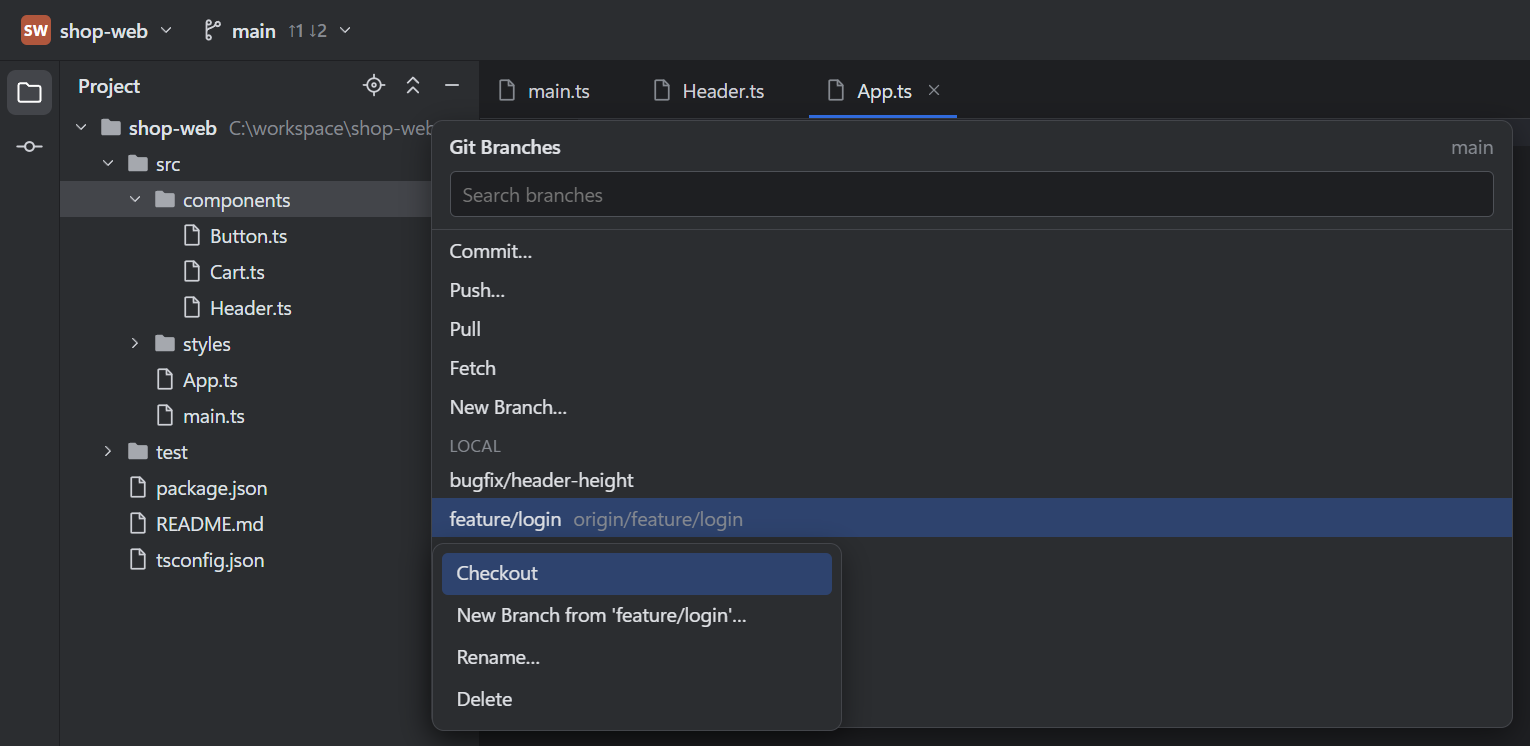 SW shop-web main ↑1 ↓2
Project
main.ts Header.ts App.ts
shop-web C:\workspace\shop-web
src
components
Button.ts
Cart.ts
Header.ts
styles
App.ts
main.ts
test
package.json
README.md
tsconfig.json
Git Branches main
Search branches
Commit...
Push...
Pull
Fetch
New Branch...
LOCAL
bugfix/header-height
feature/login origin/feature/login
Checkout
New Branch from 'feature/login'...
Rename...
Delete